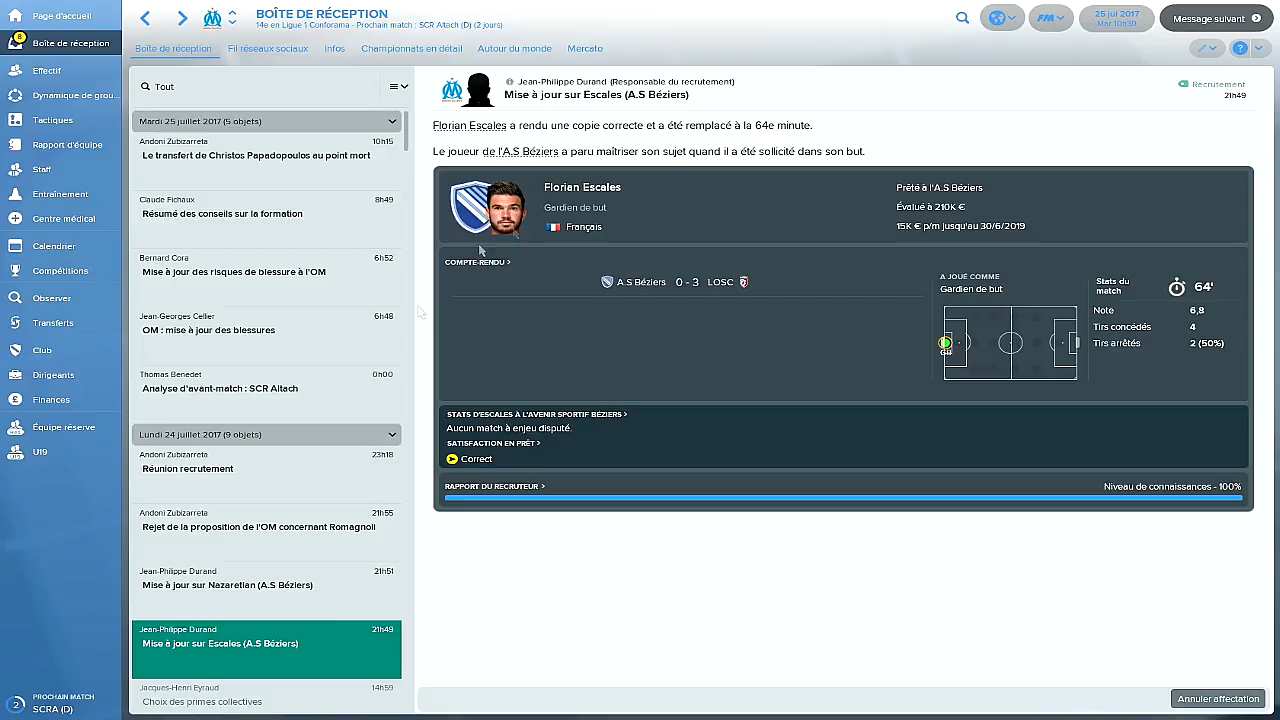 Page d'accueil
8
Boîte de réception
Effectif
Dynamique de grou...
Tactiques
Rapport d'équipe
Staff
Entraînement
Centre médical
Calendrier
Compétitions
Observer
Transferts
Club
Dirigeants
Finances
Équipe réserve
U19
2
PROCHAIN MATCH
SCRA (D)
BOÎTE DE RÉCEPTION
14e en Ligue 1 Conforama - Prochain match : SCR Altach (D) (2 jours)
FM
25 jui 2017
Mar 10h30
Message suivant
Boîte de réception
Fil réseaux sociaux
Infos
Championnats en détail
Autour du monde
Mercato
?
Tout
Mardi 25 juillet 2017 (5 objets)
Andoni Zubizarreta 10h15
Le transfert de Christos Papadopoulos au point mort
Claude Fichaux 8h49
Résumé des conseils sur la formation
Bernard Cora 6h52
Mise à jour des risques de blessure à l'OM
Jean-Georges Cellier 6h48
OM : mise à jour des blessures
Thomas Benedet 0h00
Analyse d'avant-match : SCR Altach
Lundi 24 juillet 2017 (9 objets)
Andoni Zubizarreta 23h18
Réunion recrutement
Andoni Zubizarreta 21h55
Rejet de la proposition de l'OM concernant Romagnoli
Jean-Philippe Durand 21h51
Mise à jour sur Nazaretian (A.S Béziers)
Jean-Philippe Durand 21h49
Mise à jour sur Escales (A.S Béziers)
Jacques-Henri Eyraud 14h59
Choix des primes collectives
Jean-Philippe Durand (Responsable du recrutement)
Mise à jour sur Escales (A.S Béziers)
Recrutement
21h49
Florian Escales a rendu une copie correcte et a été remplacé à la 64e minute.
Le joueur de l'A.S Béziers a paru maîtriser son sujet quand il a été sollicité dans son but.
Florian Escales
Gardien de but
Français
Prêté à l'A.S Béziers
Évalué à 210K €
15K € p/m jusqu'au 30/6/2019
COMPTE-RENDU >
A.S Béziers 0 - 3 LOSC
A JOUÉ COMME
Gardien de but
GB
Stats du match 64'
Note 6,8
Tirs concédés 4
Tirs arrêtés 2 (50%)
STATS D'ESCALES À L'AVENIR SPORTIF BÉZIERS >
Aucun match à enjeu disputé.
SATISFACTION EN PRÊT >
Correct
RAPPORT DU RECRUTEUR >
Niveau de connaissances - 100%
Annuler affectation